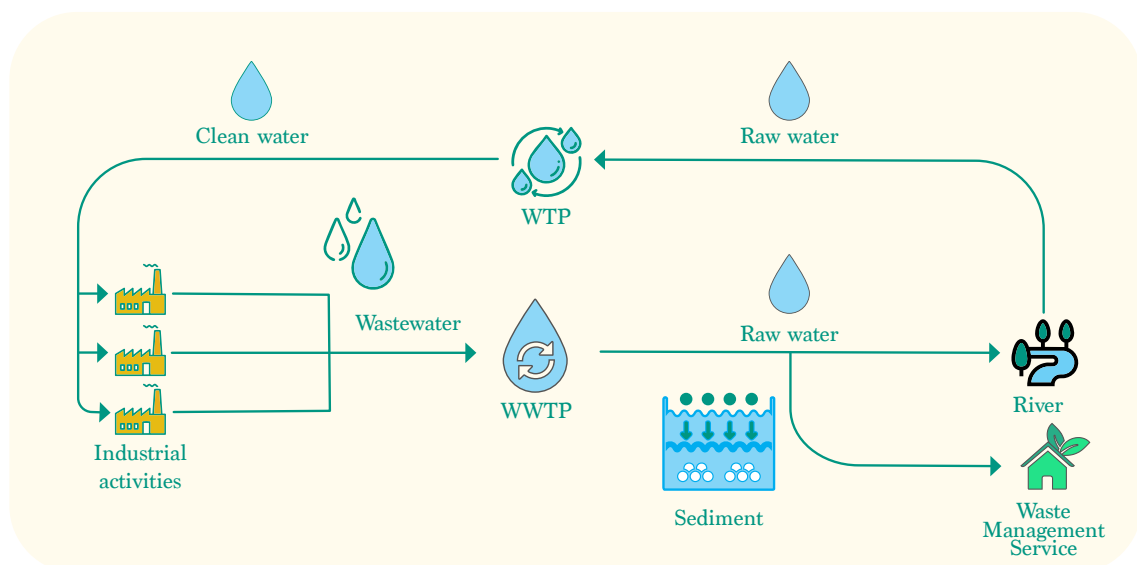 Clean water
Raw water
WTP
Wastewater
Raw water
WWTP
River
Industrial
activities
Sediment
Waste
Management
Service